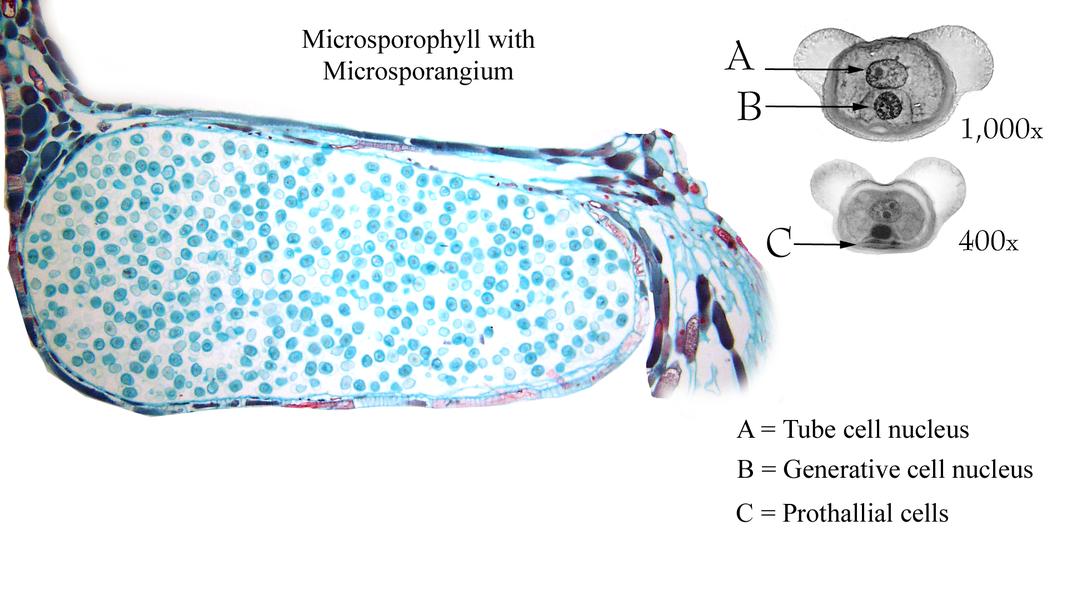 Microsporophyll with
Microsporangium
A
B
1,000x
C
400x
A = Tube cell nucleus
B = Generative cell nucleus
C = Prothallial cells